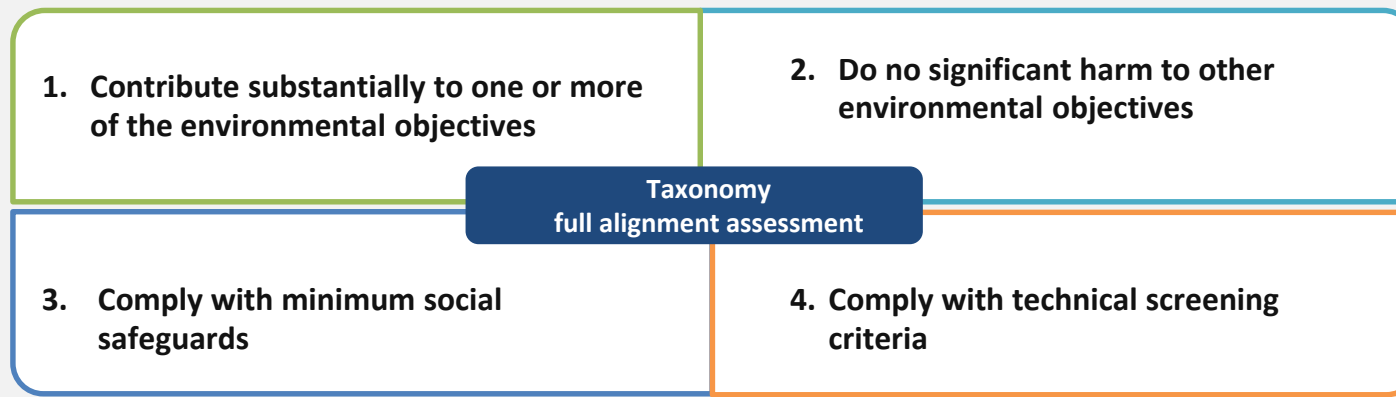 1. Contribute substantially to one or more
of the environmental objectives
2. Do no significant harm to other
environmental objectives
Taxonomy
full alignment assessment
3. Comply with minimum social
safeguards
4. Comply with technical screening
criteria